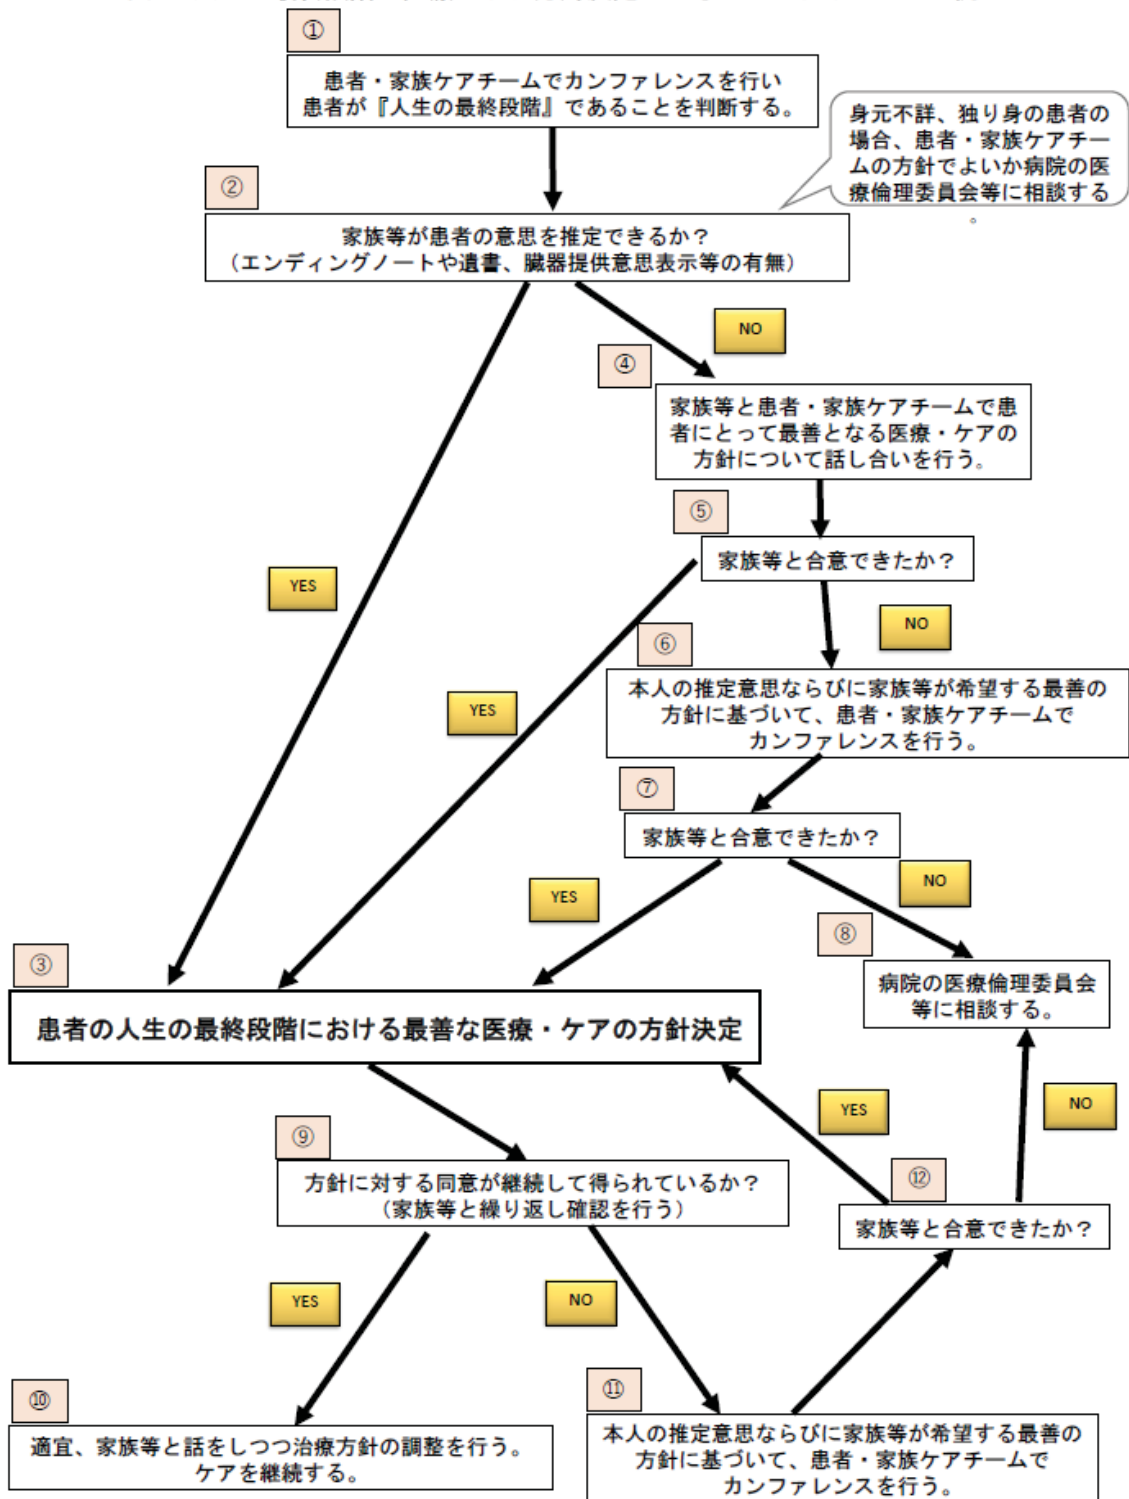 ①
患者・家族ケアチームでカンファレンスを行い
患者が『人生の最終段階』であることを判断する。
身元不詳、独り身の患者の
場合、患者・家族ケアチー
ムの方針でよいか病院の医
療倫理委員会等に相談する
。
②
家族等が患者の意思を推定できるか？
（エンディングノートや遺書、臓器提供意思表示等の有無）
NO
④
家族等と患者・家族ケアチームで患
者にとって最善となる医療・ケアの
方針について話し合いを行う。
⑤
家族等と合意できたか？
YES
NO
⑥
本人の推定意思ならびに家族等が希望する最善の
方針に基づいて、患者・家族ケアチームで
カンファレンスを行う。
YES
⑦
家族等と合意できたか？
YES
NO
⑧
病院の医療倫理委員会
等に相談する。
③
患者の人生の最終段階における最善な医療・ケアの方針決定
YES
NO
⑨
方針に対する同意が継続して得られているか？
（家族等と繰り返し確認を行う）
⑫
家族等と合意できたか？
YES
NO
⑩
適宜、家族等と話をしつつ治療方針の調整を行う。
ケアを継続する。
⑪
本人の推定意思ならびに家族等が希望する最善の
方針に基づいて、患者・家族ケアチームで
カンファレンスを行う。